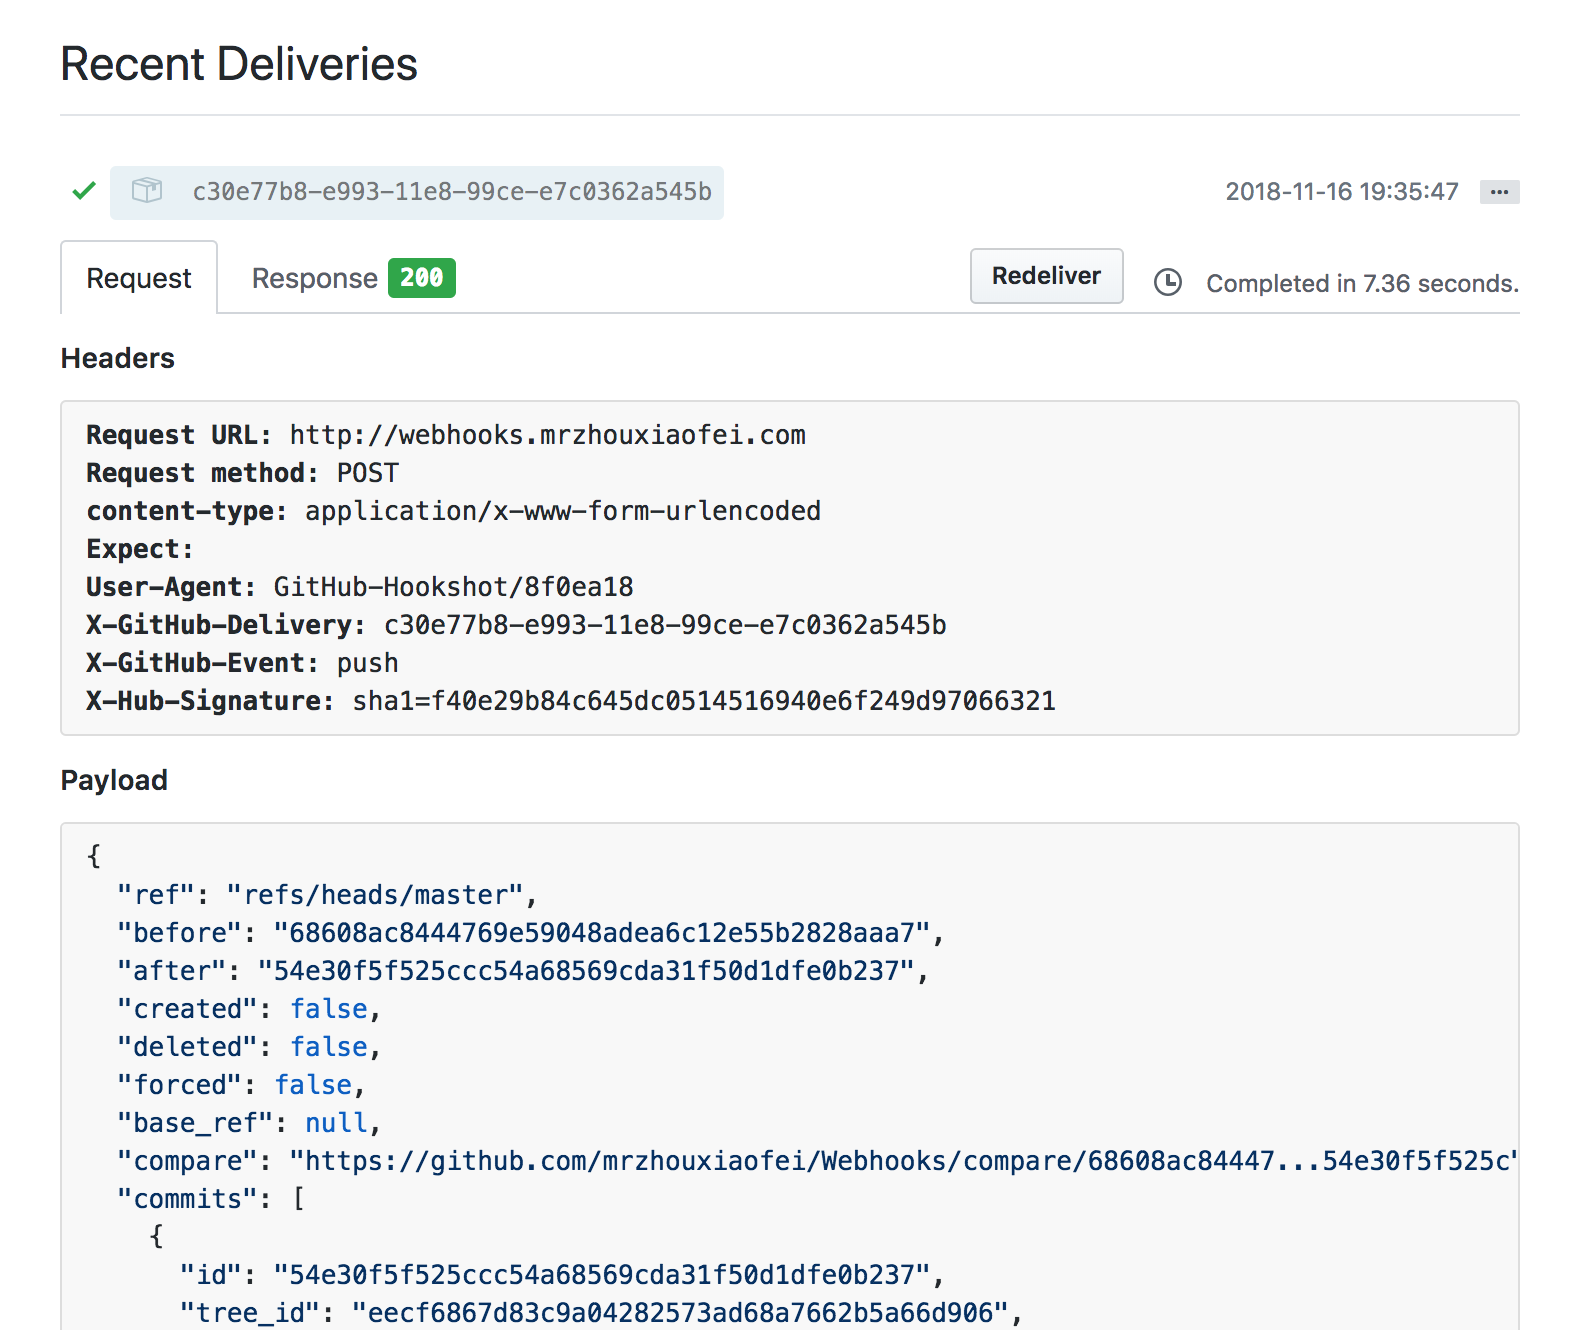 Recent Deliveries
c30e77b8-e993-11e8-99ce-e7c0362a545b 2018-11-16 19:35:47
Request Response 200 Redeliver Completed in 7.36 seconds.
Headers
Request URL: http://webhooks.mrzhouxiaofei.com
Request method: POST
content-type: application/x-www-form-urlencoded
Expect:
User-Agent: GitHub-Hookshot/8f0ea18
X-GitHub-Delivery: c30e77b8-e993-11e8-99ce-e7c0362a545b
X-GitHub-Event: push
X-Hub-Signature: sha1=f40e29b84c645dc0514516940e6f249d97066321
Payload
{
  "ref": "refs/heads/master",
  "before": "68608ac8444769e59048adea6c12e55b2828aaa7",
  "after": "54e30f5f525ccc54a68569cda31f50d1dfe0b237",
  "created": false,
  "deleted": false,
  "forced": false,
  "base_ref": null,
  "compare": "https://github.com/mrzhouxiaofei/Webhooks/compare/68608ac84447...54e30f5f525c"
  "commits": [
    {
      "id": "54e30f5f525ccc54a68569cda31f50d1dfe0b237",
      "tree_id": "eecf6867d83c9a04282573ad68a7662b5a66d906",